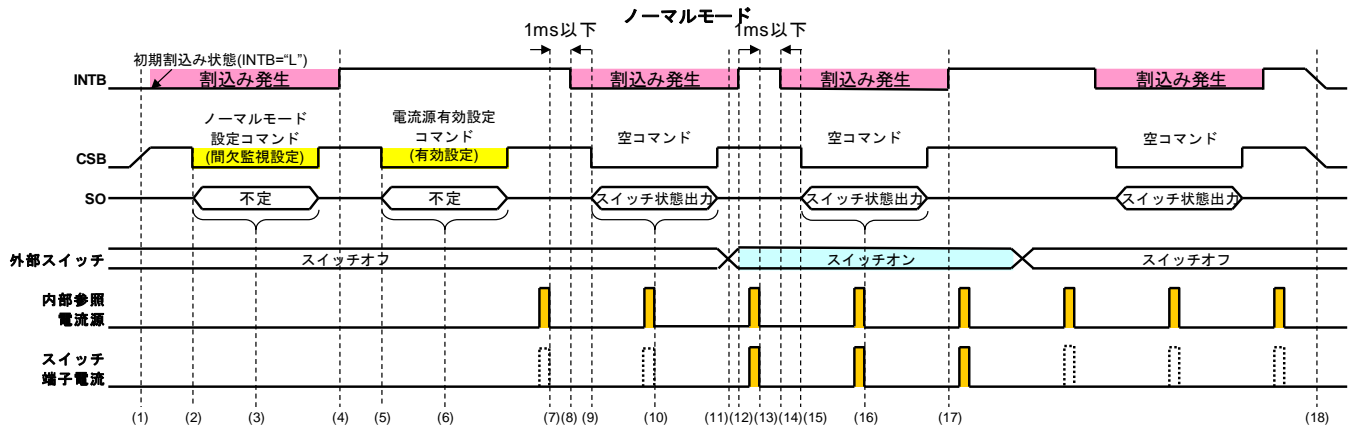 ノーマルモード
1ms以下
1ms以下
初期割込み状態(INTB=“L”)
INTB
割込み発生
割込み発生
割込み発生
割込み発生
ノーマルモード
設定コマンド
(間欠監視設定)
電流源有効設定
コマンド
(有効設定)
空コマンド
空コマンド
空コマンド
CSB
SO
不定
不定
スイッチ状態出力
スイッチ状態出力
スイッチ状態出力
外部スイッチ
スイッチオフ
スイッチオン
スイッチオフ
内部参照
電流源
スイッチ
端子電流
(1) (2) (3) (4) (5) (6) (7) (8) (9) (10) (11) (12) (13) (14) (15) (16) (17) (18)